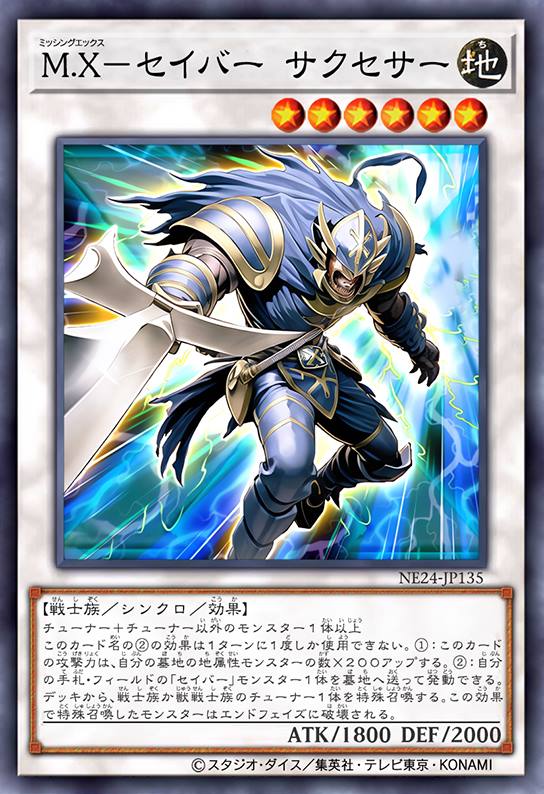 ミッシングエックス
M.X－セイバー サクセサー
ち
地
NE24-JP135
【戦士族／シンクロ／効果】
チューナー＋チューナー以外のモンスター１体以上
このカード名の②の効果は１ターンに１度しか使用できない。①：このカード
の攻撃力は、自分の墓地の地属性モンスターの数×２００アップする。②：自分
の手札・フィールドの「セイバー」モンスター１体を墓地へ送って発動できる。
デッキから、戦士族か獣戦士族のチューナー１体を特殊召喚する。この効果
で特殊召喚したモンスターはエンドフェイズに破壊される。
ATK/1800 DEF/2000
©スタジオ・ダイス／集英社・テレビ東京・KONAMI